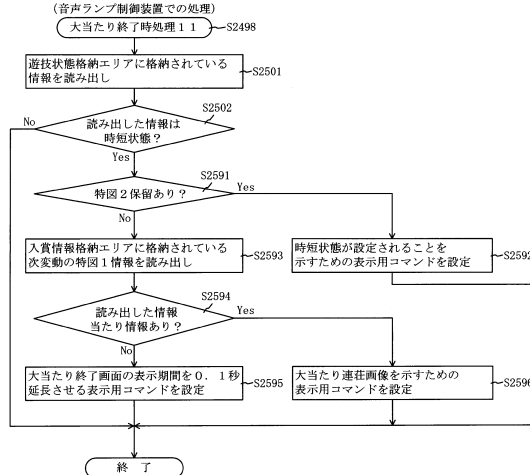 (音声ランプ制御装置での処理)
大当たり終了時処理11
S2498
遊技状態格納エリアに格納されている
情報を読み出し
S2501
S2502
読み出した情報は
時短状態？
No
Yes
S2591
特図2保留あり？
Yes
No
入賞情報格納エリアに格納されている
次変動の特図1情報を読み出し
S2593
時短状態が設定されることを
示すための表示用コマンドを設定
S2592
S2594
読み出した情報
当たり情報あり？
Yes
No
大当たり終了画面の表示期間を0．1秒
延長させる表示用コマンドを設定
S2595
大当たり連荘画像を示すための
表示用コマンドを設定
S2596
終 了